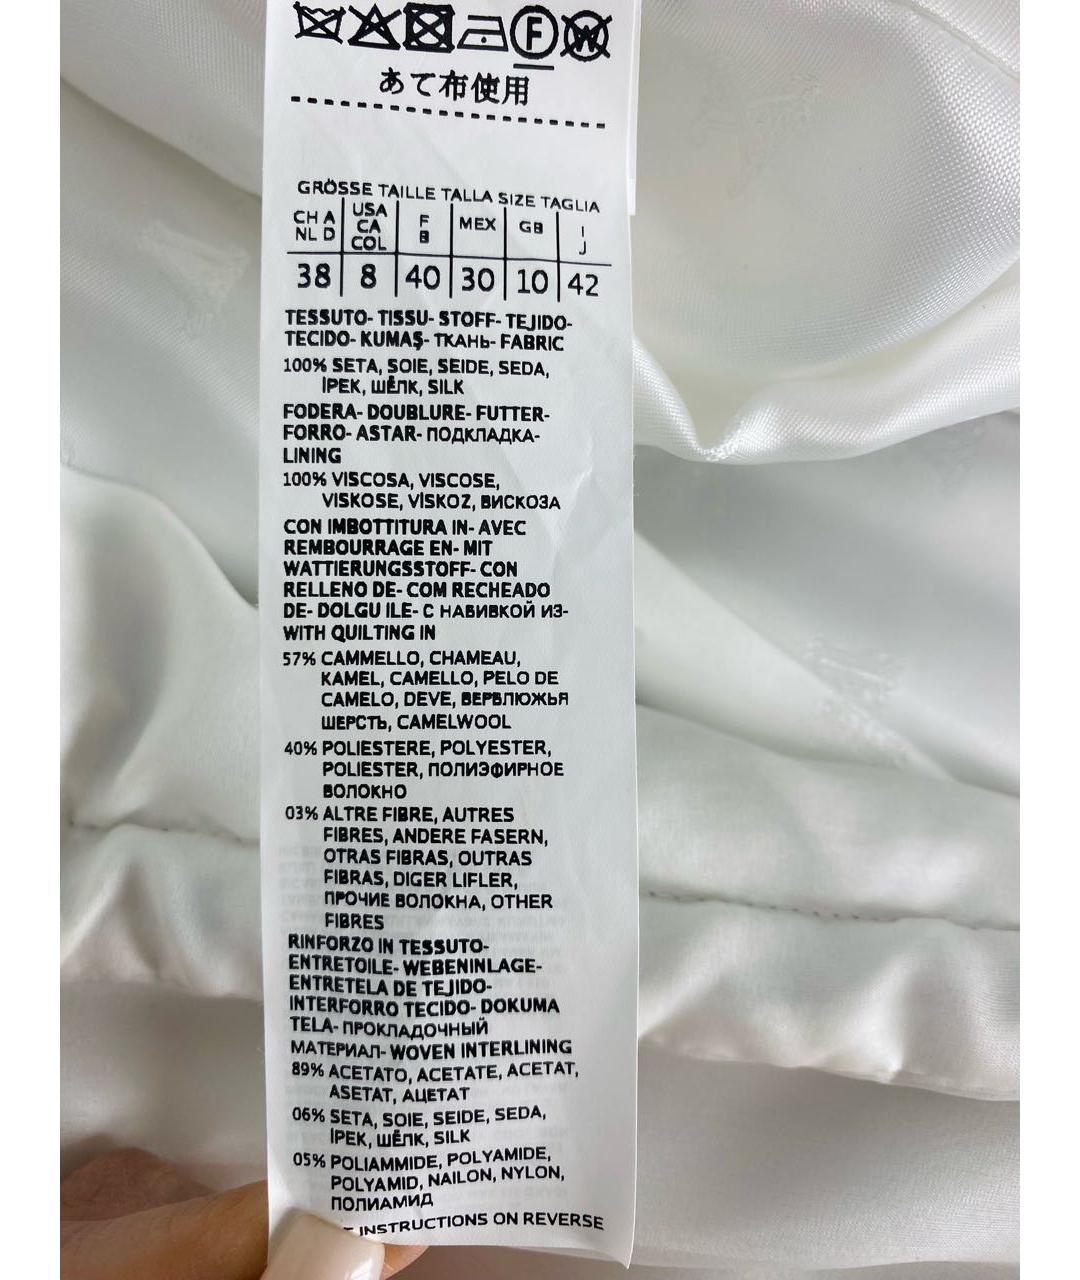 F W
あて布使用
GRÖSSE TAILLE TALLA SIZE TAGLIA
CH A NL D USA CA COL F B MEX GB I J
38 8 40 30 10 42
TESSUTO- TISSU- STOFF- TEJIDO-
TECIDO- KUMAŞ- ТКАНЬ- FABRIC
100% SETA, SOIE, SEIDE, SEDA,
İPEK, ШЁЛК, SILK
FODERA- DOUBLURE- FUTTER-
FORRO- ASTAR- ПОДКЛАДКА-
LINING
100% VISCOSA, VISCOSE,
VISKOSE, VİSKOZ, ВИСКОЗА
CON IMBOTTITURA IN- AVEC
REMBOURRAGE EN- MIT
WATTIERUNGSSTOFF- CON
RELLENO DE- COM RECHEADO
DE- DOLGU ILE- С НАБИВКОЙ ИЗ-
WITH QUILTING IN
57% CAMMELLO, CHAMEAU,
KAMEL, CAMELLO, PELO DE
CAMELO, DEVE, ВЕРБЛЮЖЬЯ
ШЕРСТЬ, CAMELWOOL
40% POLIESTERE, POLYESTER,
POLIESTER, ПОЛИЭФИРНОЕ
ВОЛОКНО
03% ALTRE FIBRE, AUTRES
FIBRES, ANDERE FASERN,
OTRAS FIBRAS, OUTRAS
FIBRAS, DIGER LIFLER,
ПРОЧИЕ ВОЛОКНА, OTHER
FIBRES
RINFORZO IN TESSUTO-
ENTRETOILE- WEBENINLAGE-
ENTRETELA DE TEJIDO-
INTERFORRO TECIDO- DOKUMA
TELA- ПРОКЛАДОЧНЫЙ
МАТЕРИАЛ- WOVEN INTERLINING
89% ACETATO, ACETATE, ACETAT,
ASETAT, АЦЕТАТ
06% SETA, SOIE, SEIDE, SEDA,
İPEK, ШЁЛК, SILK
05% POLIAMMIDE, POLYAMIDE,
POLYAMID, NAILON, NYLON,
ПОЛИАМИД
INSTRUCTIONS ON REVERSE